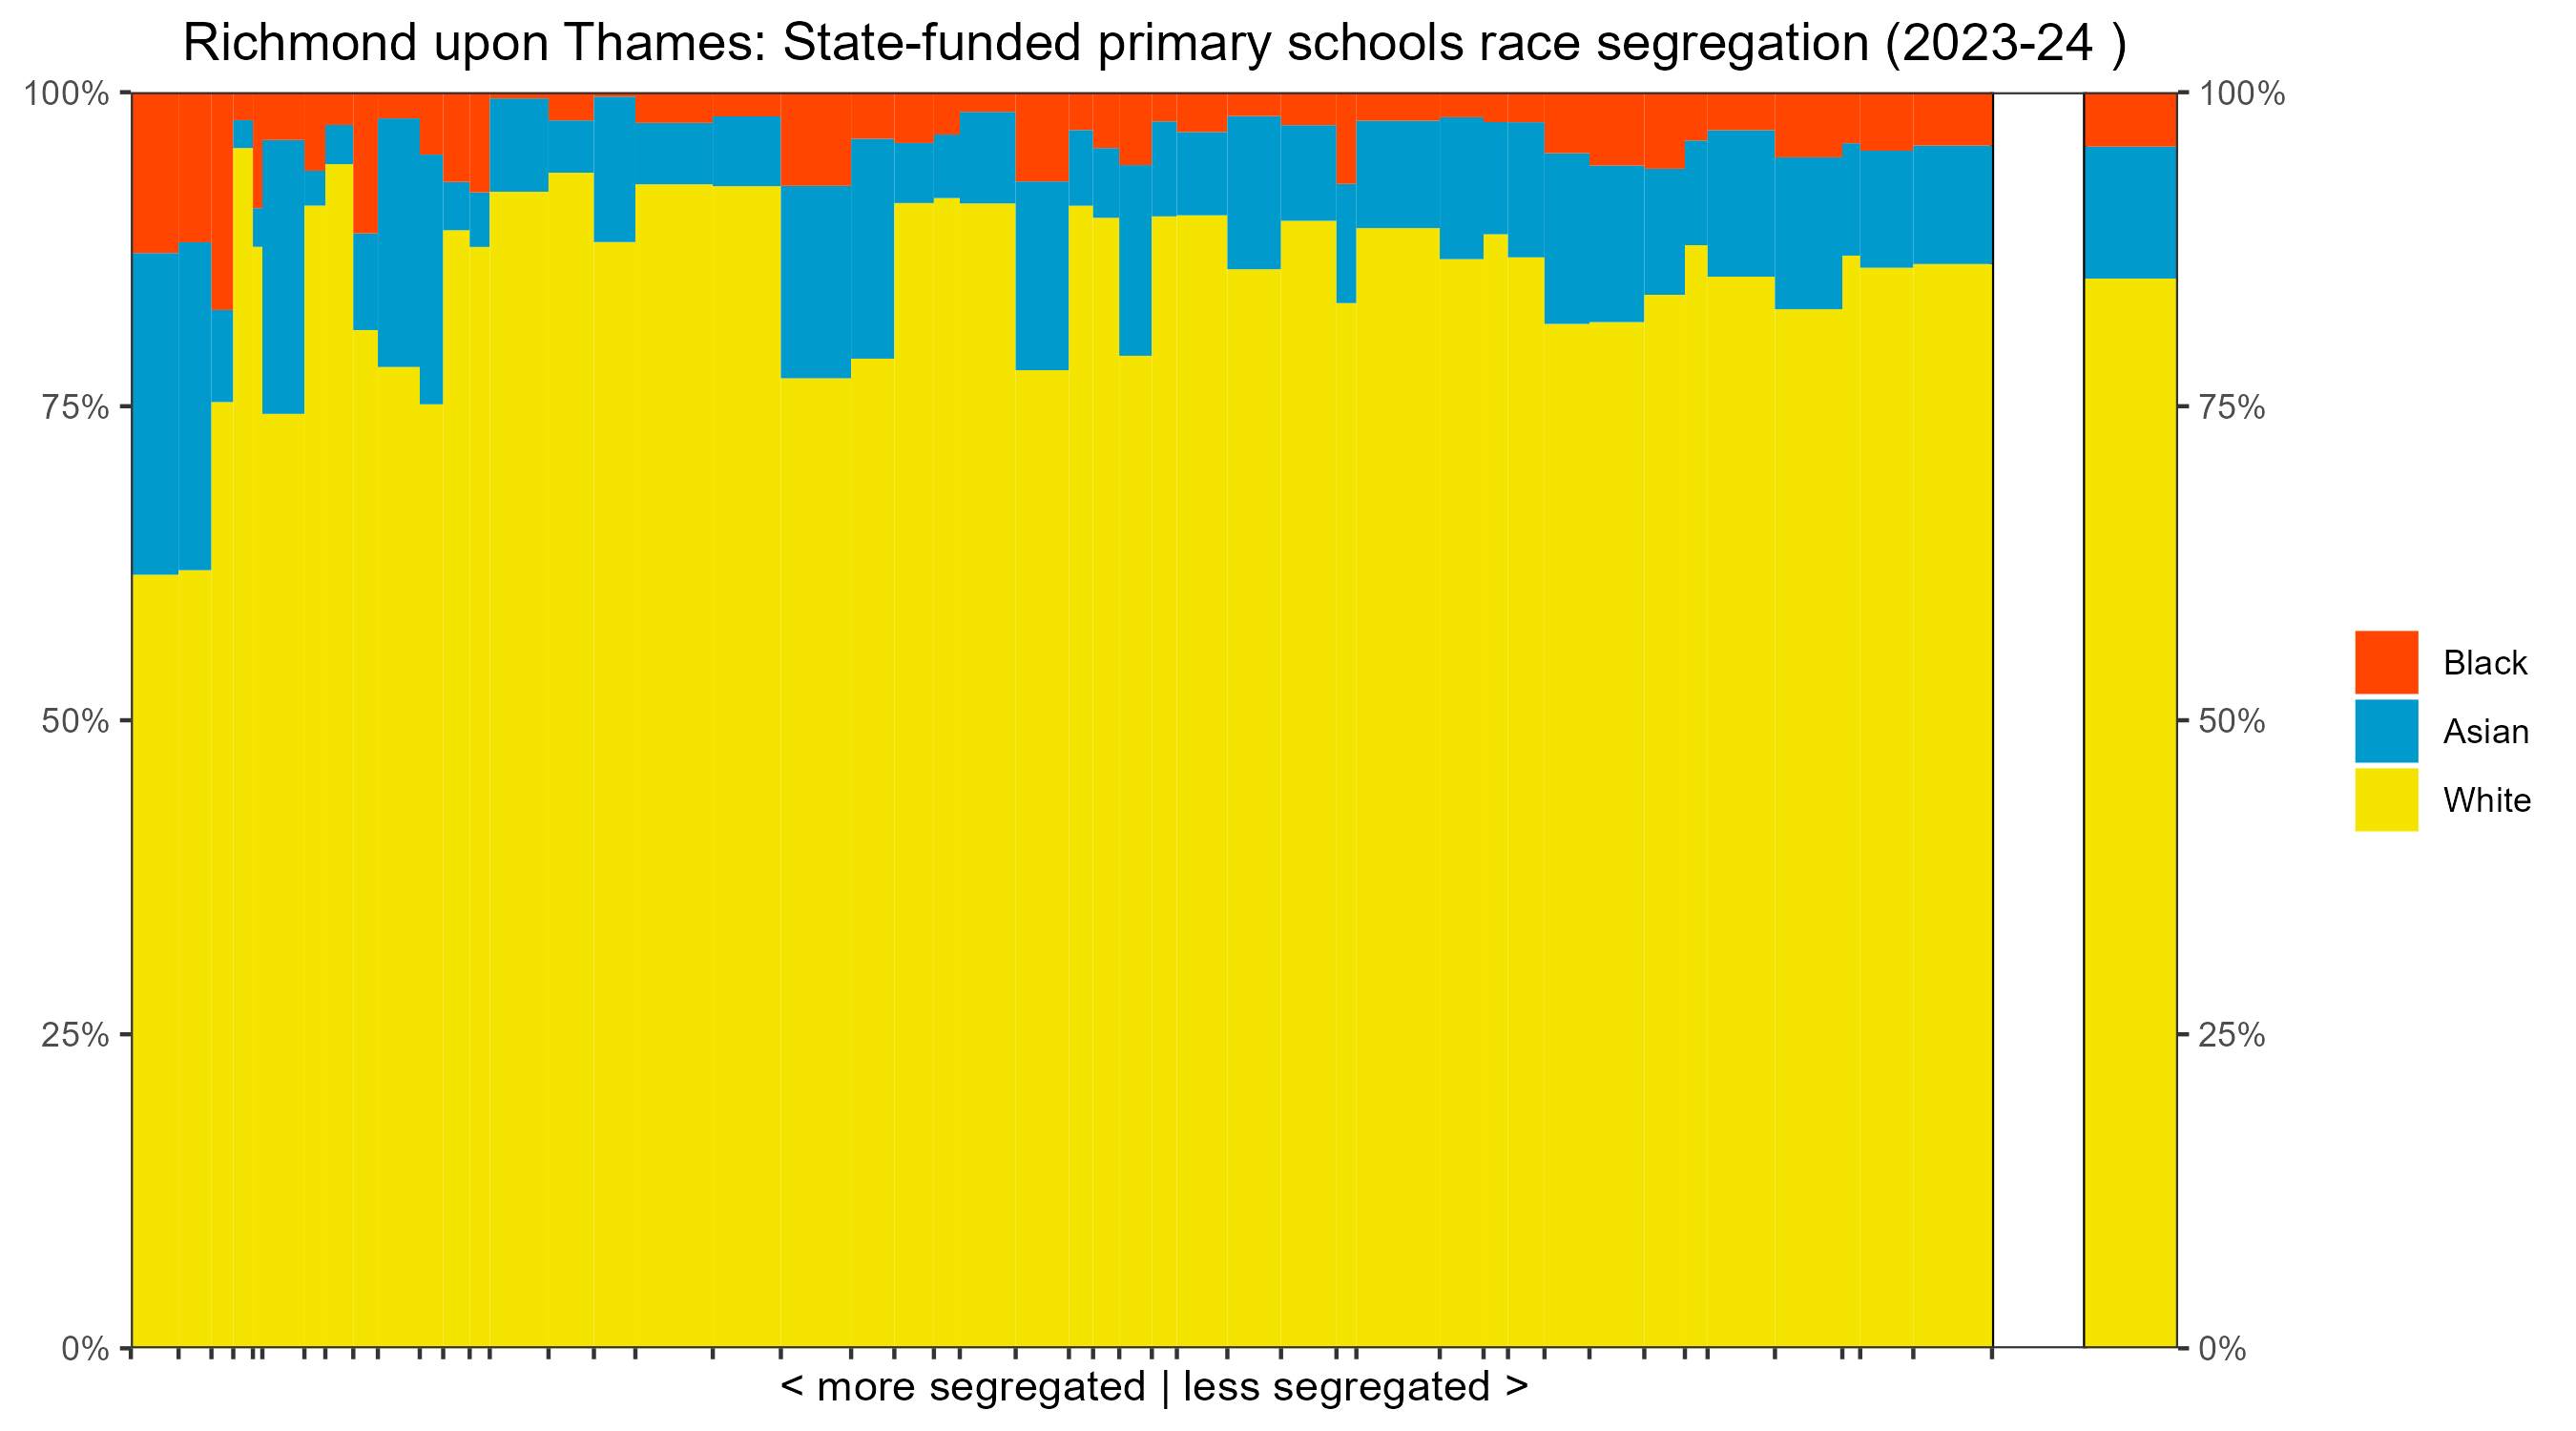 Richmond upon Thames: State-funded primary schools race segregation (2023-24 )
100%
75%
50%
25%
0%
100%
75%
50%
25%
0%
Black
Asian
White
< more segregated | less segregated >